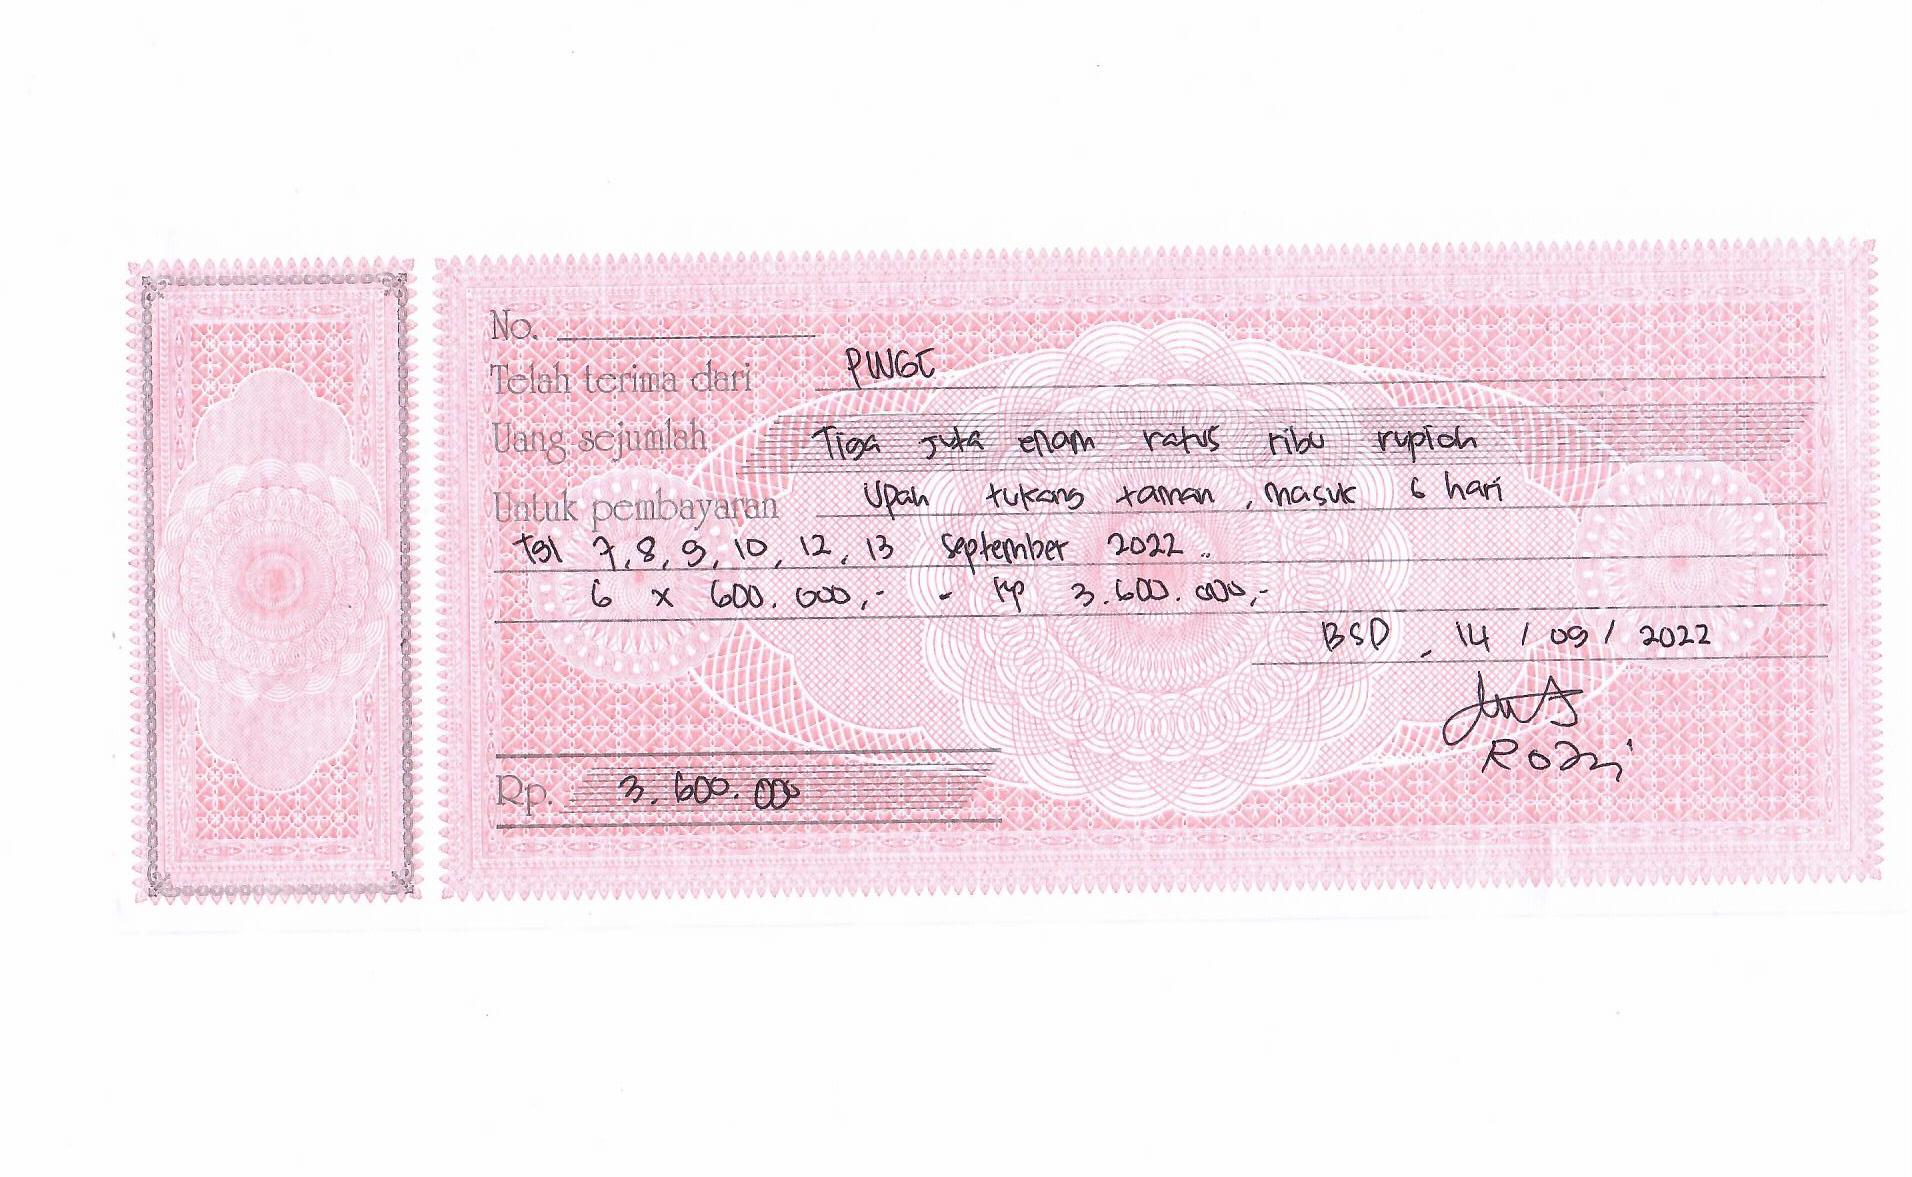 No.
Telah terima dari PWGC
Uang sejumlah Tiga Juta enam ratus ribu rupiah
Untuk pembayaran Upah tukang taman, masuk 6 hari
tgl 7, 8, 9, 10, 12, 13 September 2022
6 x 600.000,- - Rp 3.600.000,-
BSD, 14 / 09 / 2022
Rp. 3.600.000